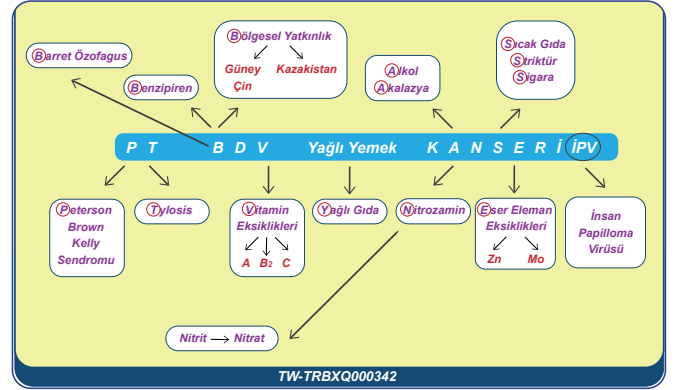 Bölgesel Yatkınlık
Güney
Çin
Kazakistan
Barret Özofagus
Benzipiren
Alkol
Akalazya
Sıcak Gıda
Striktür
Sigara
P T B D V Yağlı Yemek K A N S E R İ İPV
Peterson
Brown
Kelly
Sendromu
Tylosis
Vitamin
Eksiklikleri
A B2 C
Yağlı Gıda
Nitrozamin
Eser Eleman
Eksiklikleri
Zn Mo
İnsan
Papilloma
Virüsü
Nitrit Nitrat
TW-TRBXQ000342